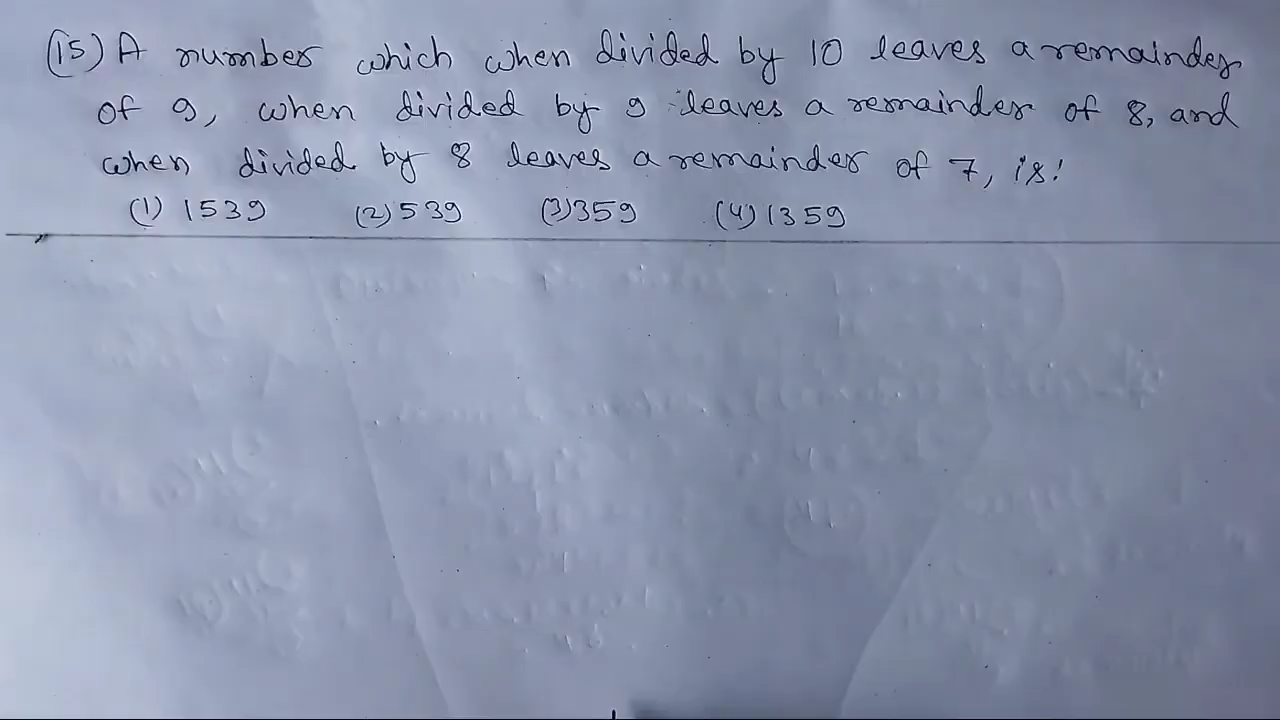 (15) A number which when divided by 10 leaves a remainder
of 9, when divided by 9 leaves a remainder of 8, and
when divided by 8 leaves a remainder of 7, is!
(1) 1539 (2) 539 (3) 359 (4) 1359